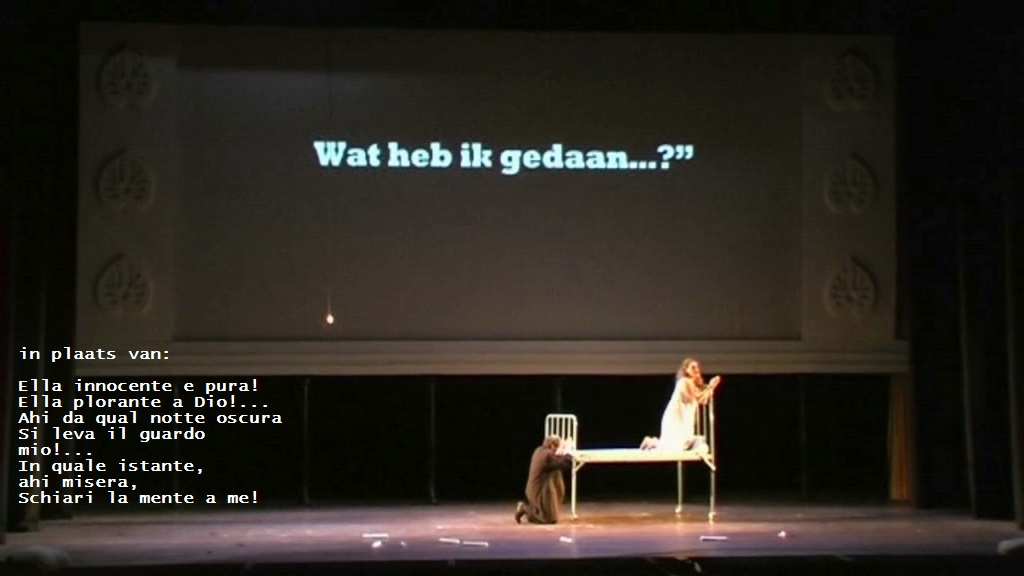 Wat heb ik gedaan...?”
in plaats van:
Ella innocente e pura!
Ella plorante a Dio!...
Ahi da qual notte oscura
Si leva il guardo
mio!...
In quale istante,
ahi misera,
Schiari la mente a me!